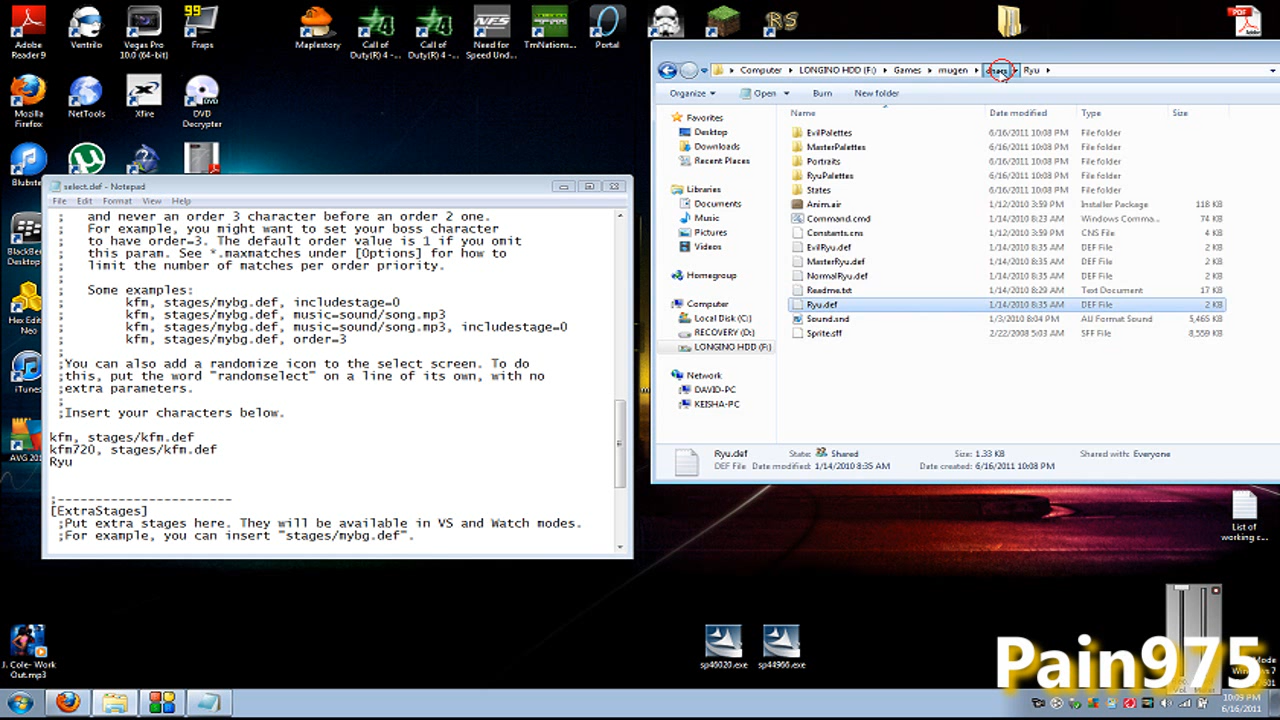 Adobe Reader 9
Ventrilo
Vegas Pro 10.0 (64-bit)
99
Fraps
Maplestory
Call of Duty(R) 4 -...
Call of Duty(R) 4 -...
Need for Speed Und...
TmNations...
Portal
RS
PDF
Mozilla Firefox
NetTools
Xfire
DVD Decrypter
iTunes
J. Cole- Work Out.mp3
select.def - Notepad
File Edit Format View Help
; and never an order 3 character before an order 2 one.
; For example, you might want to set your boss character
; to have order=3. The default order value is 1 if you omit
; this param. See *.maxmatches under [Options] for how to
; limit the number of matches per order priority.
;
; Some examples:
; kfm, stages/mybg.def, includestage=0
; kfm, stages/mybg.def, music=sound/song.mp3
; kfm, stages/mybg.def, music=sound/song.mp3, includestage=0
; kfm, stages/mybg.def, order=3
;
;You can also add a randomize icon to the select screen. To do
;this, put the word "randomselect" on a line of its own, with no
;extra parameters.
;
;Insert your characters below.
kfm, stages/kfm.def
kfm720, stages/kfm.def
Ryu
;-----------------------
[ExtraStages]
;Put extra stages here. They will be available in VS and Watch modes.
;For example, you can insert "stages/mybg.def".
Computer LONGINO HDD (F:) Games mugen chars Ryu
Organize Open Burn New folder
Favorites
Desktop
Downloads
Recent Places
Libraries
Documents
Music
Pictures
Videos
Homegroup
Computer
Local Disk (C:)
RECOVERY (D:)
LONGINO HDD (F:)
Network
DAVID-PC
KEISHA-PC
Name Date modified Type Size
EvilPalettes 6/16/2011 10:08 PM File folder
MasterPalettes 6/16/2011 10:08 PM File folder
Portraits 6/16/2011 10:08 PM File folder
RyuPalettes 6/16/2011 10:08 PM File folder
States 6/16/2011 10:08 PM File folder
Anim.air 1/12/2010 3:59 PM Installer Package 118 KB
Command.cmd 1/14/2010 8:23 AM Windows Comma... 74 KB
Constants.cns 1/12/2010 3:59 PM CNS File 4 KB
EvilRyu.def 1/14/2010 8:35 AM DEF File 2 KB
MasterRyu.def 1/14/2010 8:35 AM DEF File 2 KB
NormalRyu.def 1/14/2010 8:35 AM DEF File 2 KB
Readme.txt 1/14/2010 8:29 AM Text Document 17 KB
Ryu.def 1/14/2010 8:35 AM DEF File 2 KB
Sound.snd 1/3/2010 8:04 PM AU Format Sound 5,465 KB
Sprite.sff 2/22/2008 5:03 AM SFF File 8,559 KB
Ryu.def State: Shared Size: 1.33 KB Shared with: Everyone
DEF File Date modified: 1/14/2010 8:35 AM Date created: 6/16/2011 10:08 PM
List of working c...
sp46020.exe
sp44966.exe
Pain975
10:09 PM
6/16/2011